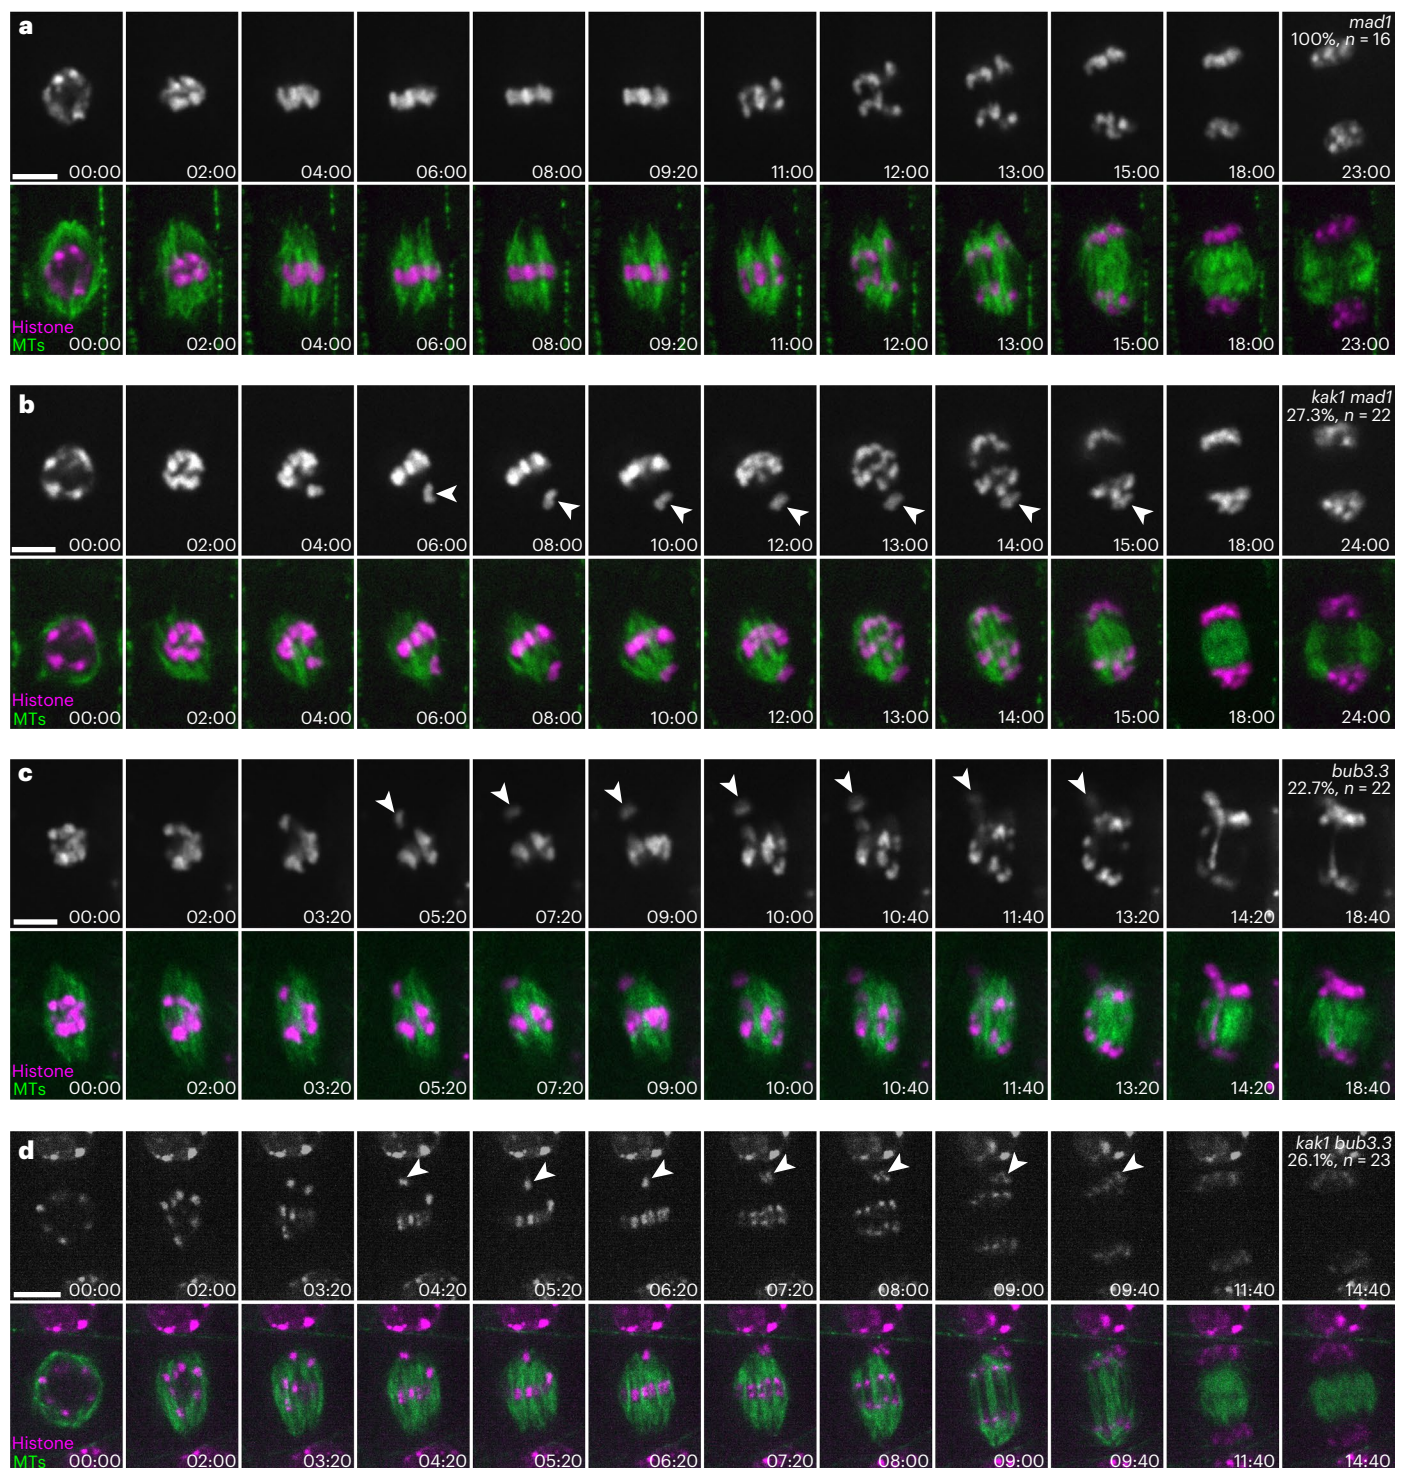 a
mad1
100%, n = 16
00:00 02:00 04:00 06:00 08:00 09:20 11:00 12:00 13:00 15:00 18:00 23:00
Histone
MTs
00:00 02:00 04:00 06:00 08:00 09:20 11:00 12:00 13:00 15:00 18:00 23:00
b
kak1 mad1
27.3%, n = 22
00:00 02:00 04:00 06:00 08:00 10:00 12:00 13:00 14:00 15:00 18:00 24:00
Histone
MTs
00:00 02:00 04:00 06:00 08:00 10:00 12:00 13:00 14:00 15:00 18:00 24:00
c
bub3.3
22.7%, n = 22
00:00 02:00 03:20 05:20 07:20 09:00 10:00 10:40 11:40 13:20 14:20 18:40
Histone
MTs
00:00 02:00 03:20 05:20 07:20 09:00 10:00 10:40 11:40 13:20 14:20 18:40
d
kak1 bub3.3
26.1%, n = 23
00:00 02:00 03:20 04:20 05:20 06:20 07:20 08:00 09:00 09:40 11:40 14:40
Histone
MTs
00:00 02:00 03:20 04:20 05:20 06:20 07:20 08:00 09:00 09:40 11:40 14:40